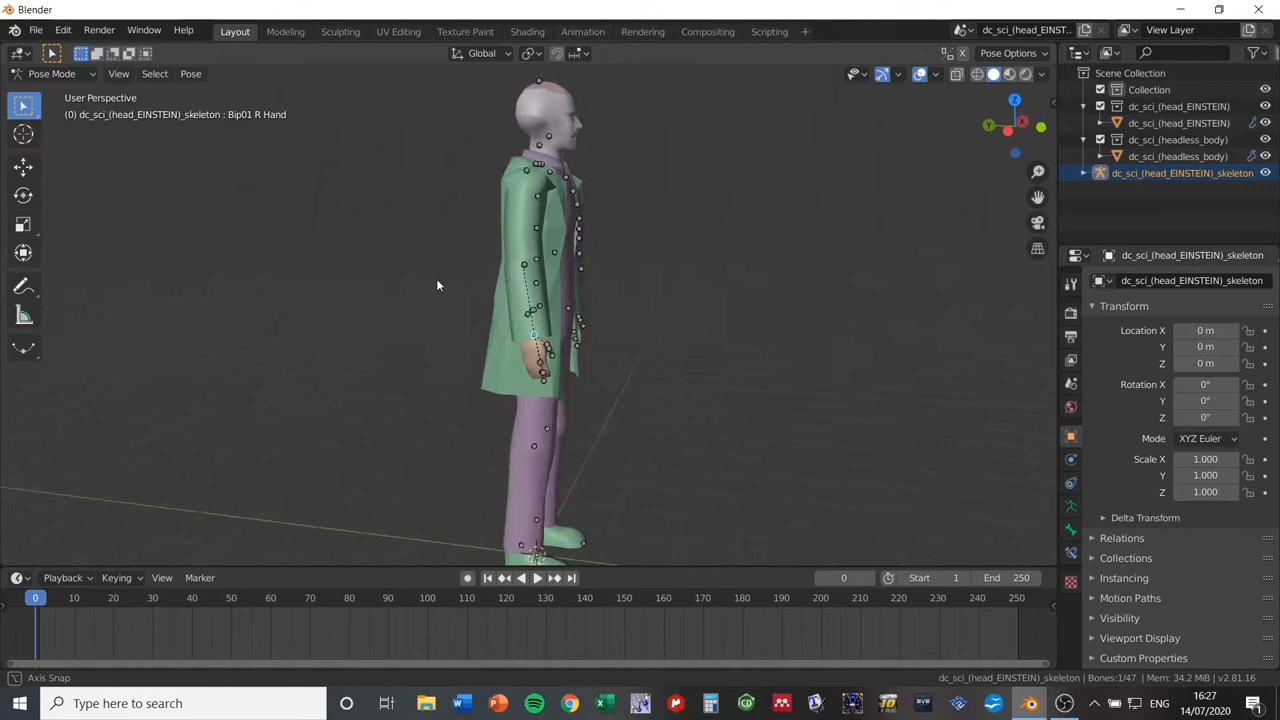 Blender
File Edit Render Window Help Layout Modeling Sculpting UV Editing Texture Paint Shading Animation Rendering Compositing Scripting dc_sci(head_EINST... View Layer
Global Pose Options
Pose Mode View Select Pose
User Perspective
(0) dc_sci_(head_EINSTEIN)_skeleton : Bip01 R Hand
Z
Y
X
Scene Collection
Collection
dc_sci_(head_EINSTEIN)
dc_sci_(head_EINSTEIN)
dc_sci_(headless_body)
dc_sci_(headless_body)
dc_sci_(head_EINSTEIN)_skeleton
dc_sci_(head_EINSTEIN)_skeleton
dc_sci_(head_EINSTEIN)_skeleton
Transform
Location X 0 m
Y 0 m
Z 0 m
Rotation X 0°
Y 0°
Z 0°
Mode XYZ Euler
Scale X 1.000
Y 1.000
Z 1.000
Delta Transform
Relations
Collections
Instancing
Motion Paths
Visibility
Viewport Display
Custom Properties
Playback Keying View Marker 0 Start 1 End 250
0 10 20 30 40 50 60 70 80 90 100 110 120 130 140 150 160 170 180 190 200 210 220 230 240 250
Axis Snap dc_sci_(head_EINSTEIN)_skeleton | Bones:1/47 | Mem: 34.2 MiB | v2.81.16
Type here to search
ENG
16:27
14/07/2020